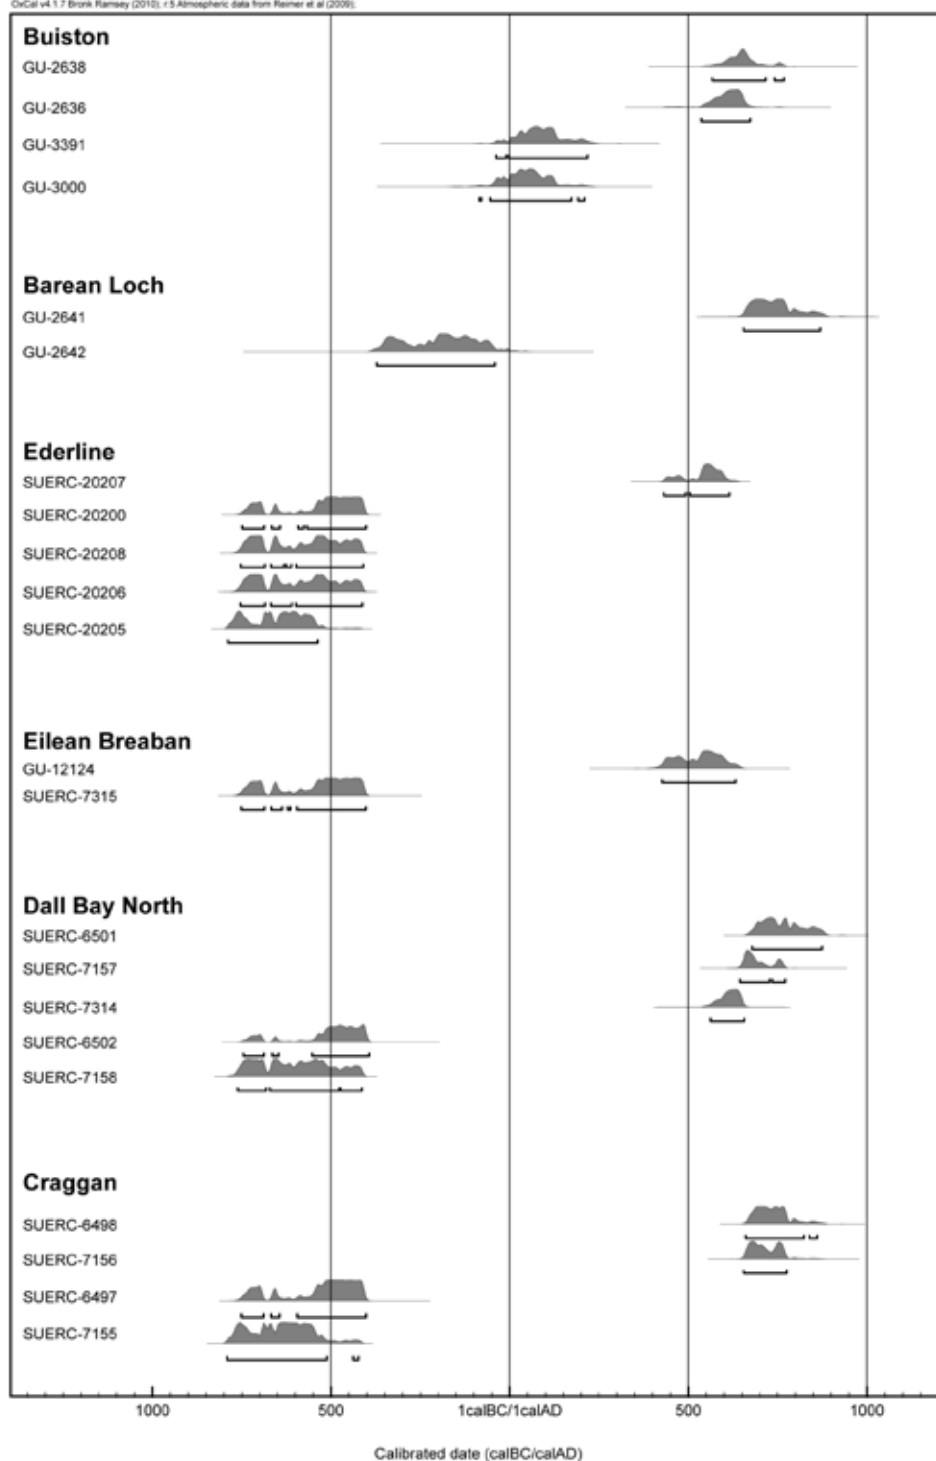 OxCal v4.1.7 Bronk Ramsey (2010); r:5 Atmospheric data from Reimer et al (2009);
Buiston
GU-2638
GU-2636
GU-3391
GU-3000
Barean Loch
GU-2641
GU-2642
Ederline
SUERC-20207
SUERC-20200
SUERC-20208
SUERC-20206
SUERC-20205
Eilean Breaban
GU-12124
SUERC-7315
Dall Bay North
SUERC-6501
SUERC-7157
SUERC-7314
SUERC-6502
SUERC-7158
Craggan
SUERC-6498
SUERC-7156
SUERC-6497
SUERC-7155
1000 500 1calBC/1calAD 500 1000
Calibrated date (calBC/calAD)